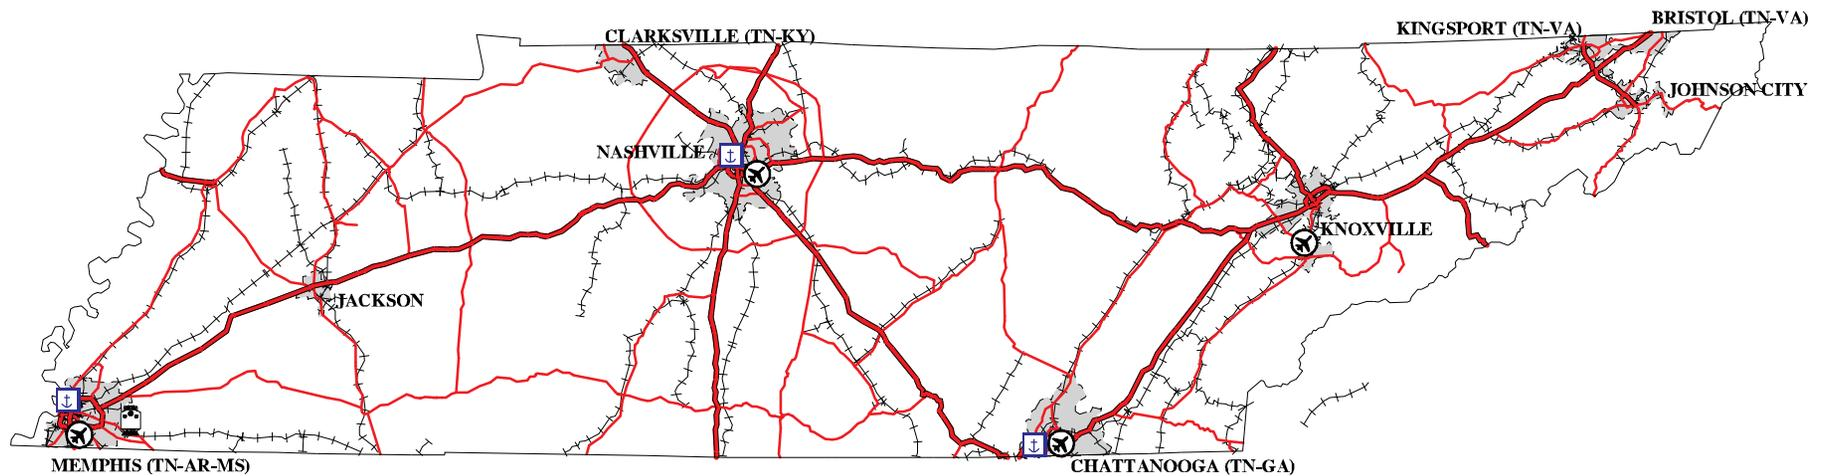 BRISTOL (TN-VA)
KINGSPORT (TN-VA)
CLARKSVILLE (TN-KY)
JOHNSON CITY
NASHVILLE
KNOXVILLE
JACKSON
MEMPHIS (TN-AR-MS)
CHATTANOOGA (TN-GA)